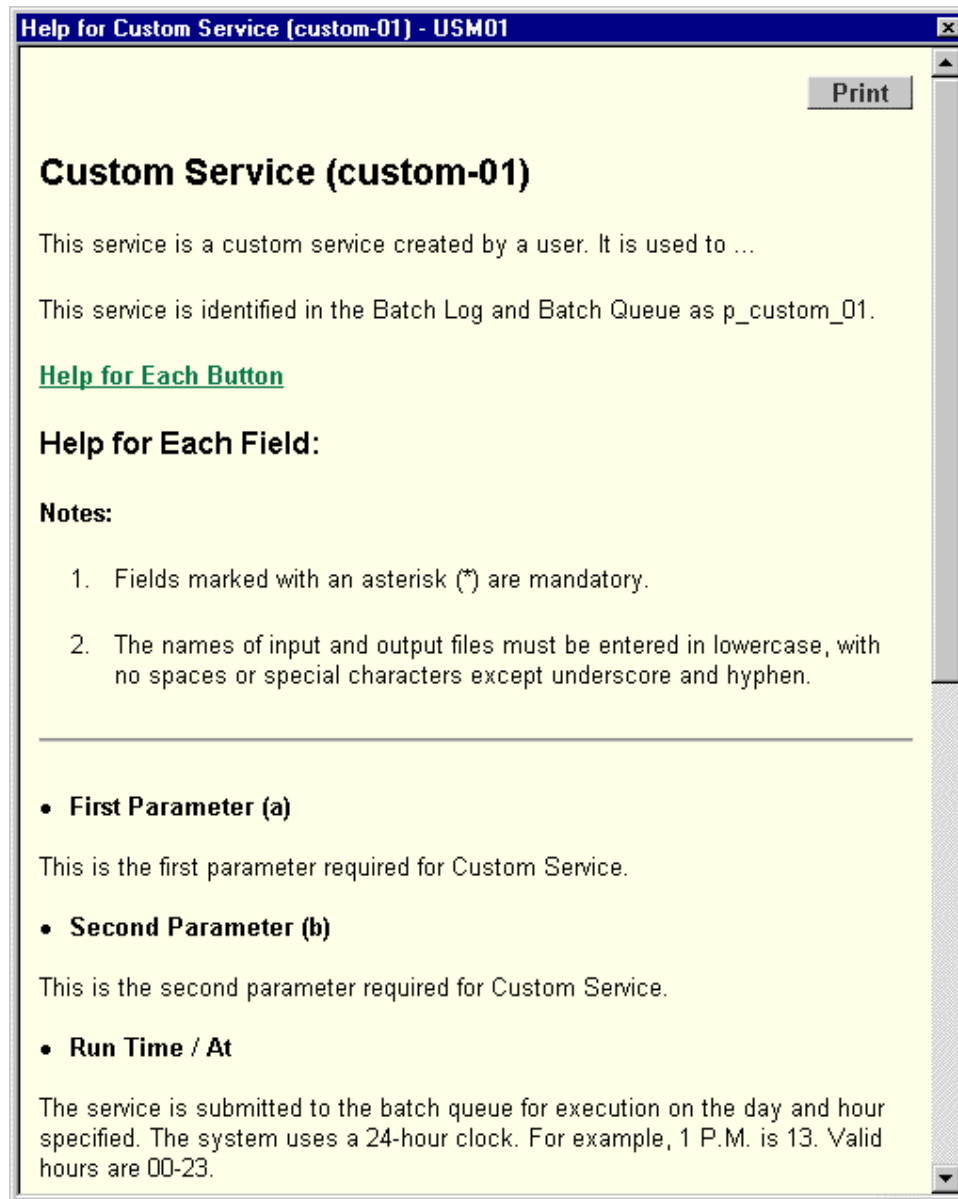 Help for Custom Service (custom-01) - USM01
Print
Custom Service (custom-01)
This service is a custom service created by a user. It is used to ...
This service is identified in the Batch Log and Batch Queue as p_custom_01.
Help for Each Button
Help for Each Field:
Notes:
1. Fields marked with an asterisk (*) are mandatory.
2. The names of input and output files must be entered in lowercase, with
no spaces or special characters except underscore and hyphen.
• First Parameter (a)
This is the first parameter required for Custom Service.
• Second Parameter (b)
This is the second parameter required for Custom Service.
• Run Time / At
The service is submitted to the batch queue for execution on the day and hour
specified. The system uses a 24-hour clock. For example, 1 P.M. is 13. Valid
hours are 00-23.